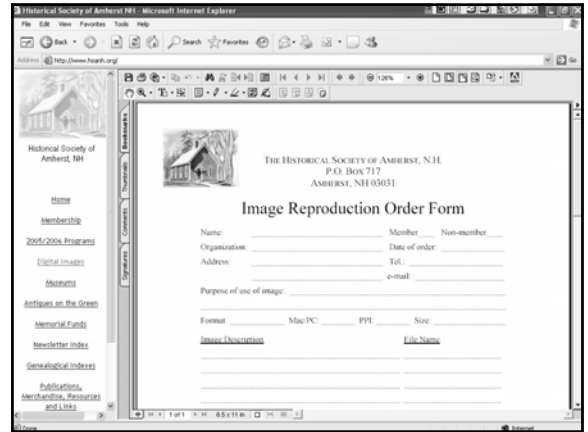 Historical Society of Amherst NH - Microsoft Internet Explorer
File Edit View Favorites Tools Help
Back Search Favorites
Address http://www.hsanh.org/ Go
Historical Society of
Amherst, NH
Home
Membership
2005/2006 Programs
Digital Images
Museums
Antiques on the Green
Memorial Funds
Newsletter Index
Genealogical Indexes
Publications,
Merchandise, Resources
and Links
Bookmarks
Thumbnails
Comments
Signatures
126%
THE HISTORICAL SOCIETY OF AMHERST, N.H.
P.O. BOX 717
AMHERST, NH 03031
Image Reproduction Order Form
Name: Member Non-member
Organization: Date of order:
Address: Tel.:
e-mail:
Purpose of use of image:
Format: Mac/PC: PPI: Size:
Image Description File Name
1 of 1 8.5 x 11 in
Done Internet